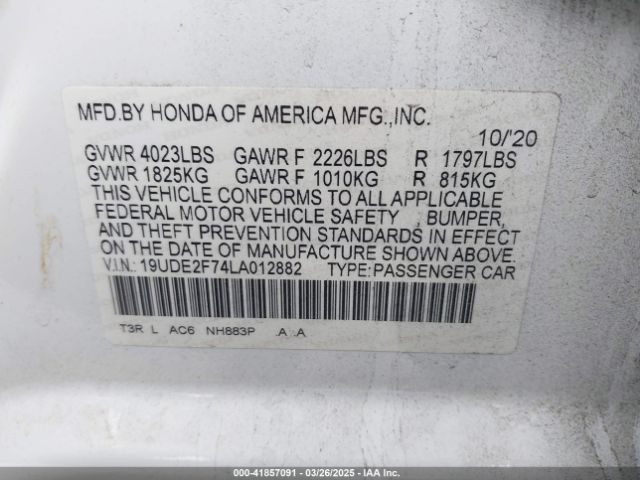 MFD.BY HONDA OF AMERICA MFG.,INC.
10/'20
GVWR 4023LBS GAWR F 2226LBS R 1797LBS
GVWR 1825KG GAWR F 1010KG R 815KG
THIS VEHICLE CONFORMS TO ALL APPLICABLE
FEDERAL MOTOR VEHICLE SAFETY , BUMPER,
AND THEFT PREVENTION STANDARDS IN EFFECT
ON THE DATE OF MANUFACTURE SHOWN ABOVE.
V.I.N.: 19UDE2F74LA012882 TYPE:PASSENGER CAR
T3R L AC6 NH883P .A .A
000-41857091 - 03/26/2025 - IAA Inc.